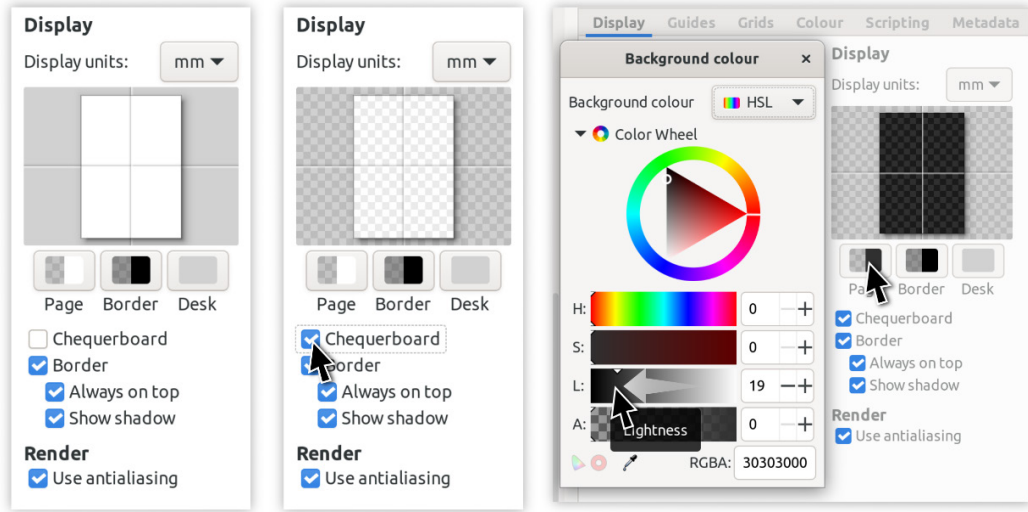 Display
Display units: mm
Page Border Desk
Chequerboard
Border
Always on top
Show shadow
Render
Use antialiasing
Display
Display units: mm
Page Border Desk
Chequerboard
Border
Always on top
Show shadow
Render
Use antialiasing
Display Guides Grids Colour Scripting Metadata
Background colour ×
Background colour HSL
Color Wheel
H: 0 − +
S: 0 − +
L: 19 − +
Lightness
A: 0 − +
RGBA: 30303000
Display
Display units: mm
Border Desk
Chequerboard
Border
Always on top
Show shadow
Render
Use antialiasing